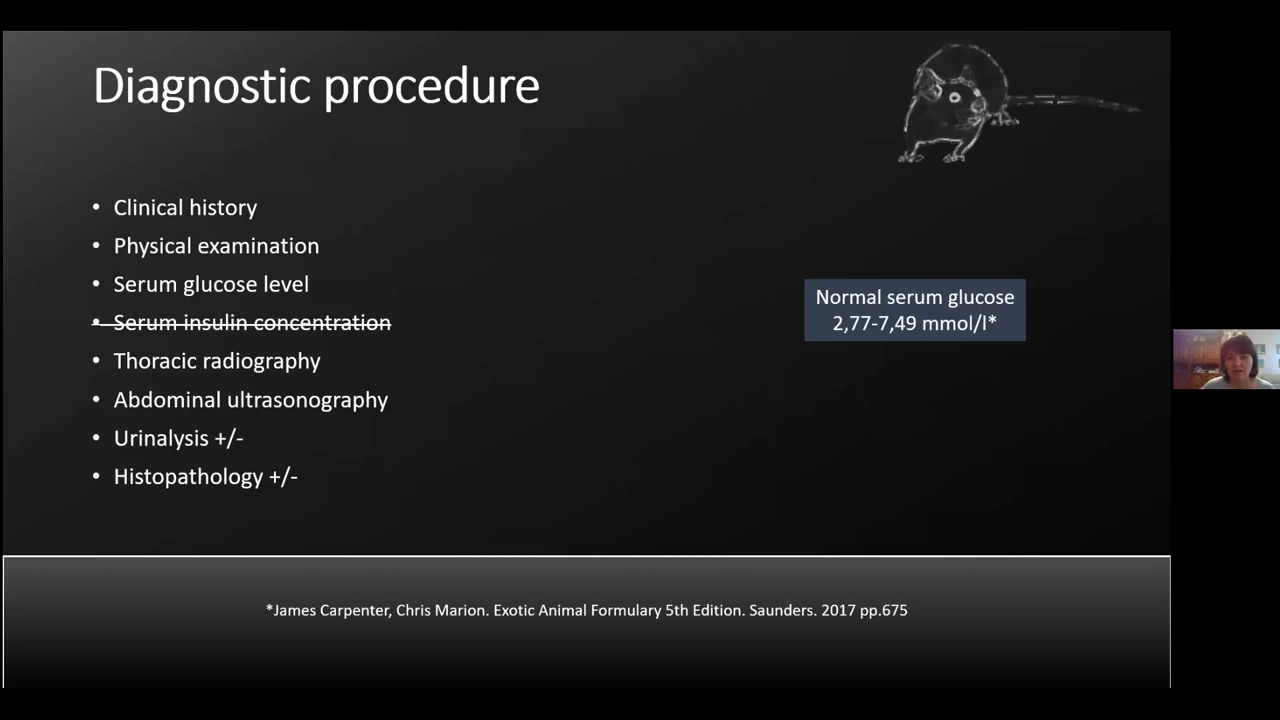 Diagnostic procedure
• Clinical history
• Physical examination
• Serum glucose level
• Serum insulin concentration
• Thoracic radiography
• Abdominal ultrasonography
• Urinalysis +/-
• Histopathology +/-
Normal serum glucose
2,77-7,49 mmol/l*
*James Carpenter, Chris Marion. Exotic Animal Formulary 5th Edition. Saunders. 2017 pp.675